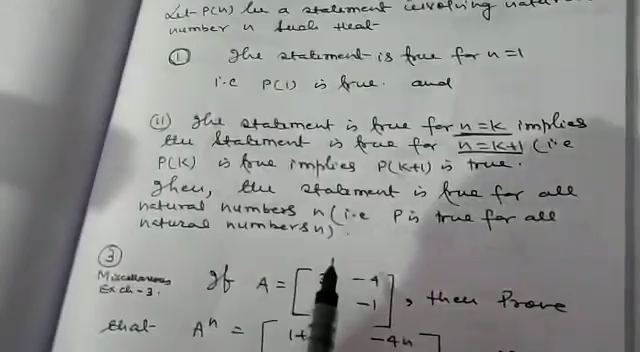 Let P(n) be a statement involving natur
number n such that
① The statement is true for n=1
i.e P(1) is true. and
(ii) The statement is true for n=k implies
the statement is true for n=k+1 (i.e
P(k) is true implies P(k+1) is true.
Then, the statement is true for all
natural numbers n (i.e P is true for all
natural numbers n).
③
Miscellaneous
Ex ch-3.
If A = [ -4
-1 ], then Prove
that A^n = [ 1+ -4n ]